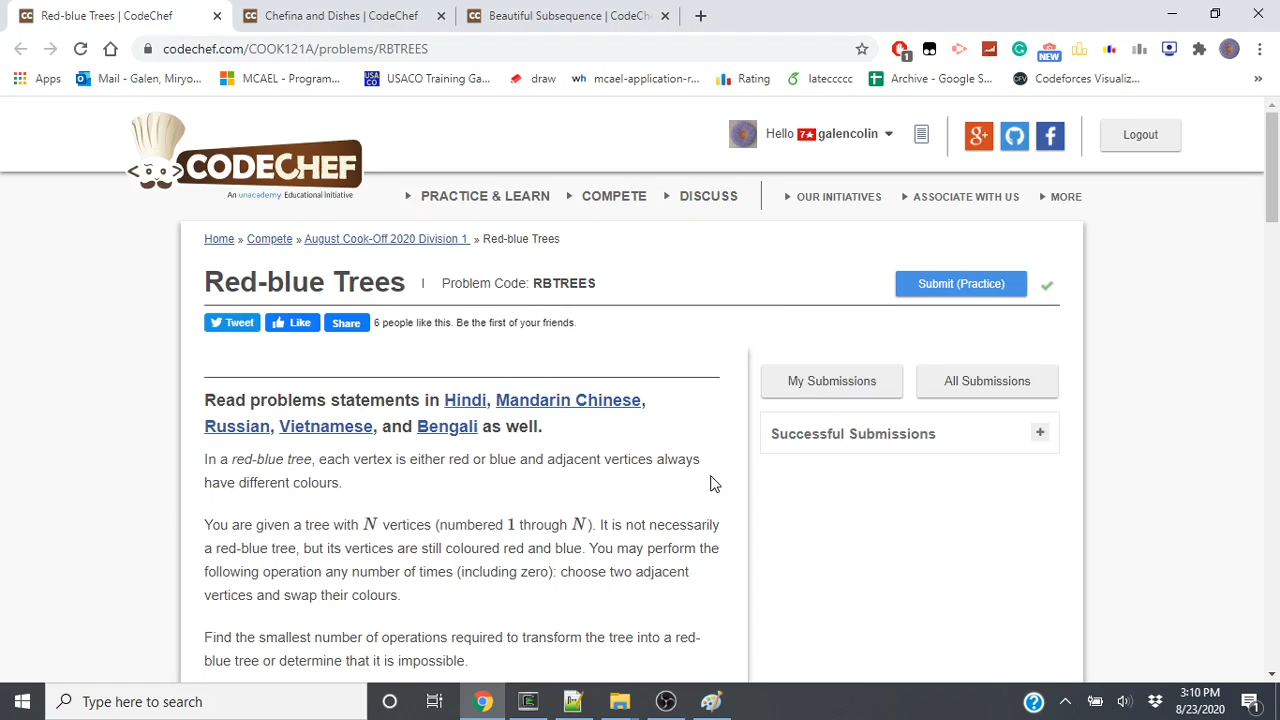 Red-blue Trees | CodeChef
Chefina and Dishes | CodeChef
Beautiful Subsequence | CodeChe
codechef.com/COOK121A/problems/RBTREES
1
NEW
Apps
Mail - Galen, Miryo...
MCAEL - Program...
USACO
USACO Training Ga...
draw
wh
mcael-application-r...
Rating
lateccccc
Archive - Google S...
CFV
Codeforces Visualiz...
»
CODECHEF
An unacademy Educational Initiative
Hello 7★ galencolin
Logout
PRACTICE & LEARN
COMPETE
DISCUSS
OUR INITIATIVES
ASSOCIATE WITH US
MORE
Home » Compete » August Cook-Off 2020 Division 1 » Red-blue Trees
Red-blue Trees
Problem Code: RBTREES
Submit (Practice)
Tweet
Like
Share
6 people like this. Be the first of your friends.
My Submissions
All Submissions
Successful Submissions
+
Read problems statements in Hindi, Mandarin Chinese,
Russian, Vietnamese, and Bengali as well.
In a red-blue tree, each vertex is either red or blue and adjacent vertices always
have different colours.
You are given a tree with N vertices (numbered 1 through N). It is not necessarily
a red-blue tree, but its vertices are still coloured red and blue. You may perform the
following operation any number of times (including zero): choose two adjacent
vertices and swap their colours.
Find the smallest number of operations required to transform the tree into a red-
blue tree or determine that it is impossible.
Type here to search
3:10 PM
8/23/2020
1